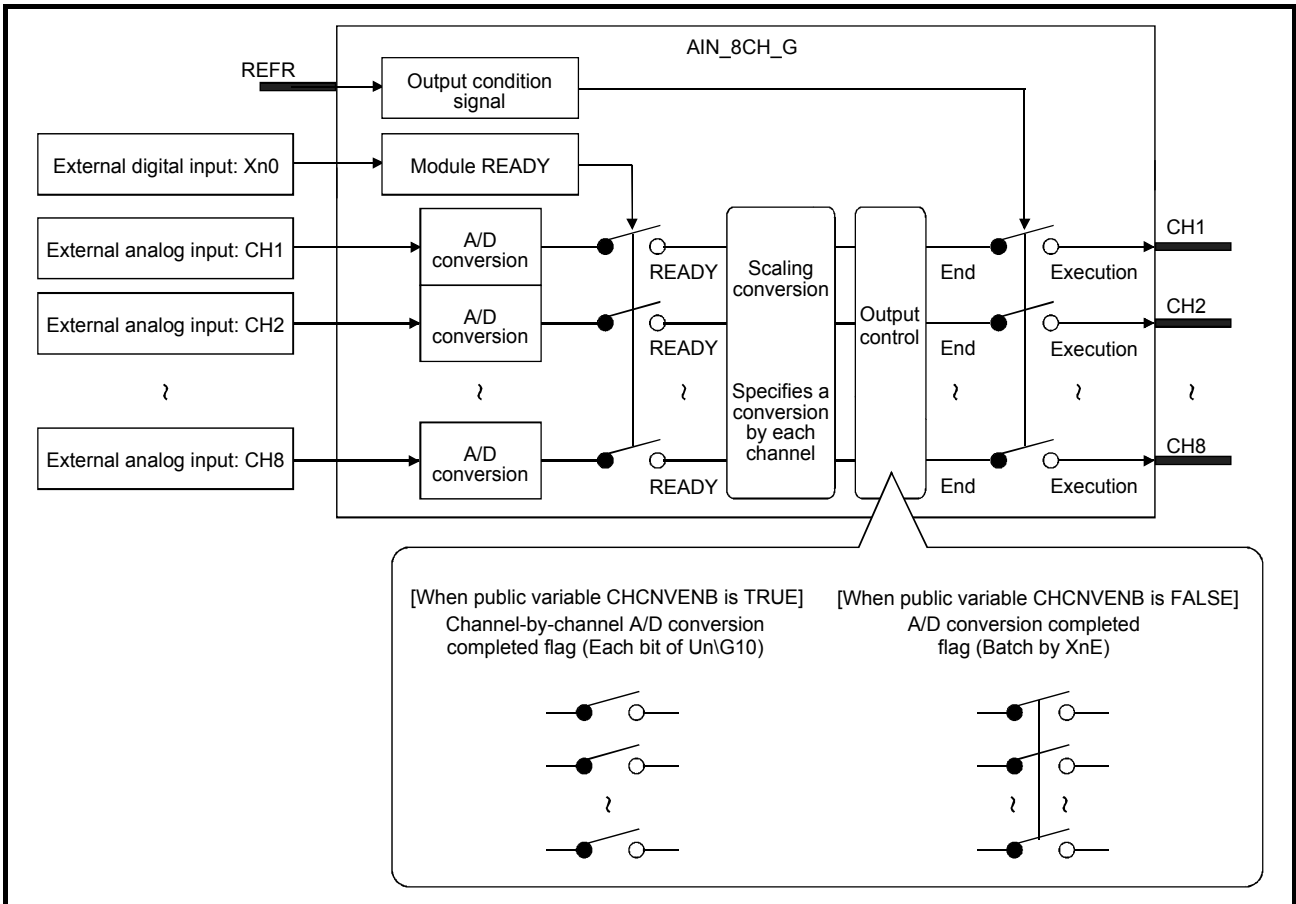 AIN_8CH_G
REFR
Output condition
signal
External digital input: Xn0
Module READY
External analog input: CH1
A/D
conversion
READY
Scaling
conversion
Specifies a
conversion
by each
channel
Output
control
End
Execution
CH1
External analog input: CH2
A/D
conversion
READY
End
Execution
CH2
~
~
~
~
~
~
External analog input: CH8
A/D
conversion
READY
End
Execution
CH8
[When public variable CHCNVENB is TRUE]
Channel-by-channel A/D conversion
completed flag (Each bit of Un\G10)
~
[When public variable CHCNVENB is FALSE]
A/D conversion completed
flag (Batch by XnE)
~ ~